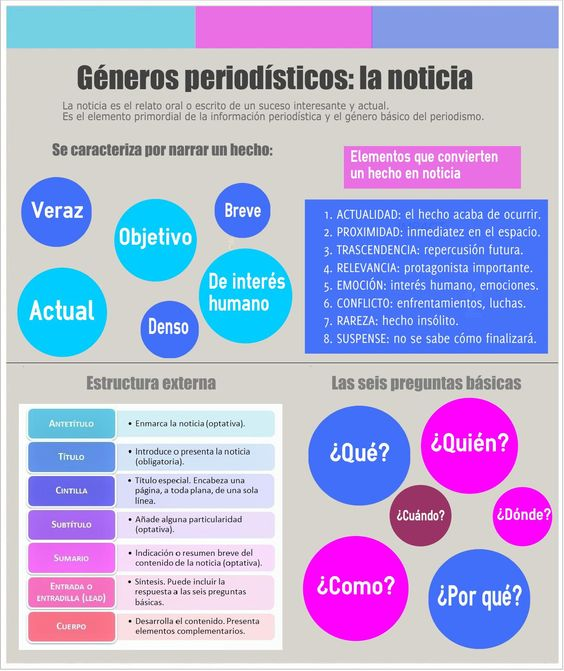 Géneros periodísticos: la noticia
La noticia es el relato oral o escrito de un suceso interesante y actual.
Es el elemento primordial de la información periodística y el género básico del periodismo.
Se caracteriza por narrar un hecho:
Veraz
Objetivo
Breve
Actual
Denso
De interés
humano
Elementos que convierten
un hecho en noticia
1. ACTUALIDAD: el hecho acaba de ocurrir.
2. PROXIMIDAD: inmediatez en el espacio.
3. TRASCENDENCIA: repercusión futura.
4. RELEVANCIA: protagonista importante.
5. EMOCIÓN: interés humano, emociones.
6. CONFLICTO: enfrentamientos, luchas.
7. RAREZA: hecho insólito.
8. SUSPENSE: no se sabe cómo finalizará.
Estructura externa
ANTETÍTULO
• Enmarca la noticia (optativa).
TÍTULO
• Introduce o presenta la noticia
(obligatoria).
CINTILLA
• Título especial. Encabeza una
página, a toda plana, de una sola
línea.
SUBTÍTULO
• Añade alguna particularidad
(optativa).
SUMARIO
• Indicación o resumen breve del
contenido de la noticia (optativa).
ENTRADA O
ENTRADILLA (LEAD)
• Síntesis. Puede incluir la
respuesta a las seis preguntas
básicas.
CUERPO
• Desarrolla el contenido. Presenta
elementos complementarios.
Las seis preguntas básicas
¿Qué?
¿Quién?
¿Cuándo?
¿Dónde?
¿Como?
¿Por qué?